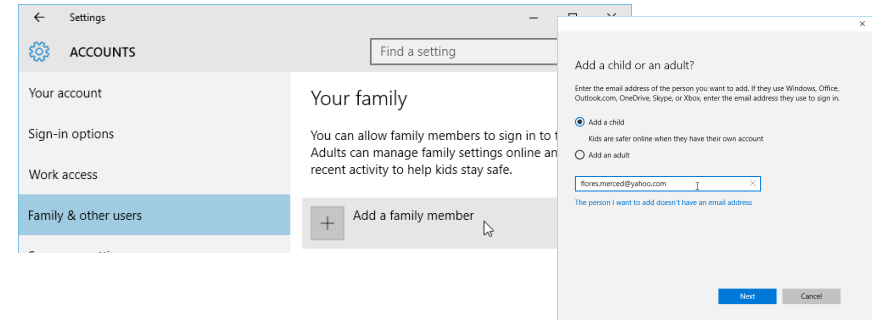 Settings
ACCOUNTS
Find a setting
Your account
Sign-in options
Work access
Family & other users
Your family
You can allow family members to sign in to
Adults can manage family settings online
recent activity to help kids stay safe.
Add a family member
Add a child or an adult?
Enter the email address of the person you want to add. If they use Windows, Office,
Outlook.com, OneDrive, Skype, or Xbox, enter the email address they use to sign in.
Add a child
Kids are safer online when they have their own account
Add an adult
flores.merced@yahoo.com
The person I want to add doesn't have an email address
Next
Cancel